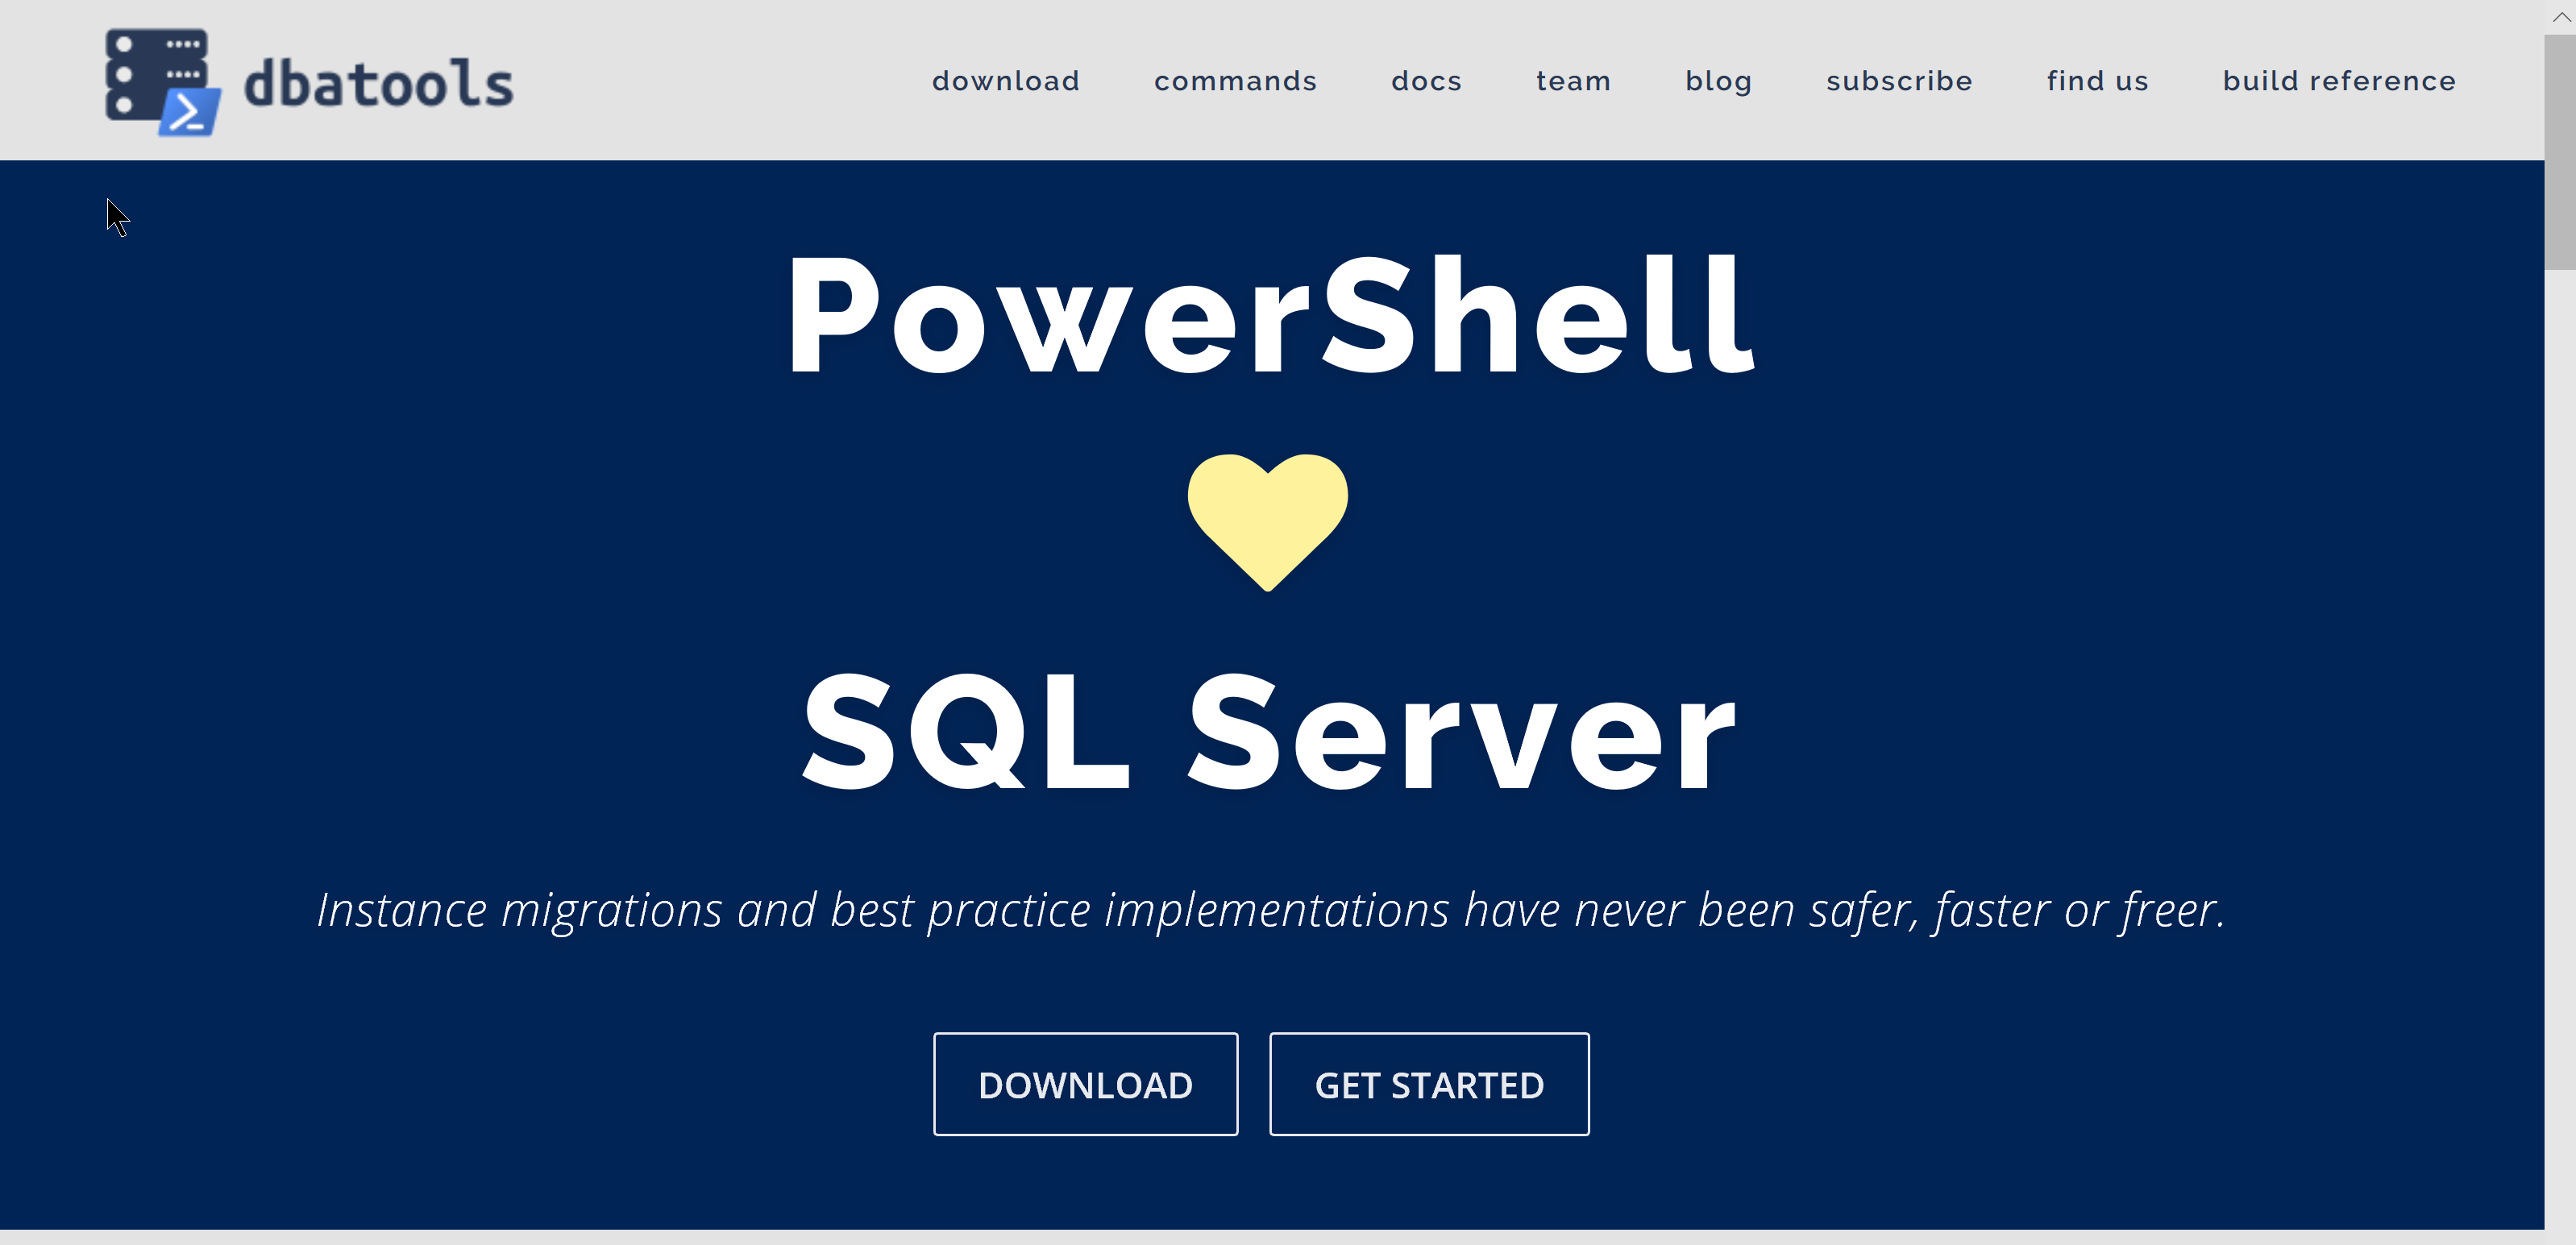 dbatools
download commands docs team blog subscribe find us build reference
PowerShell
SQL Server
Instance migrations and best practice implementations have never been safer, faster or freer.
DOWNLOAD GET STARTED